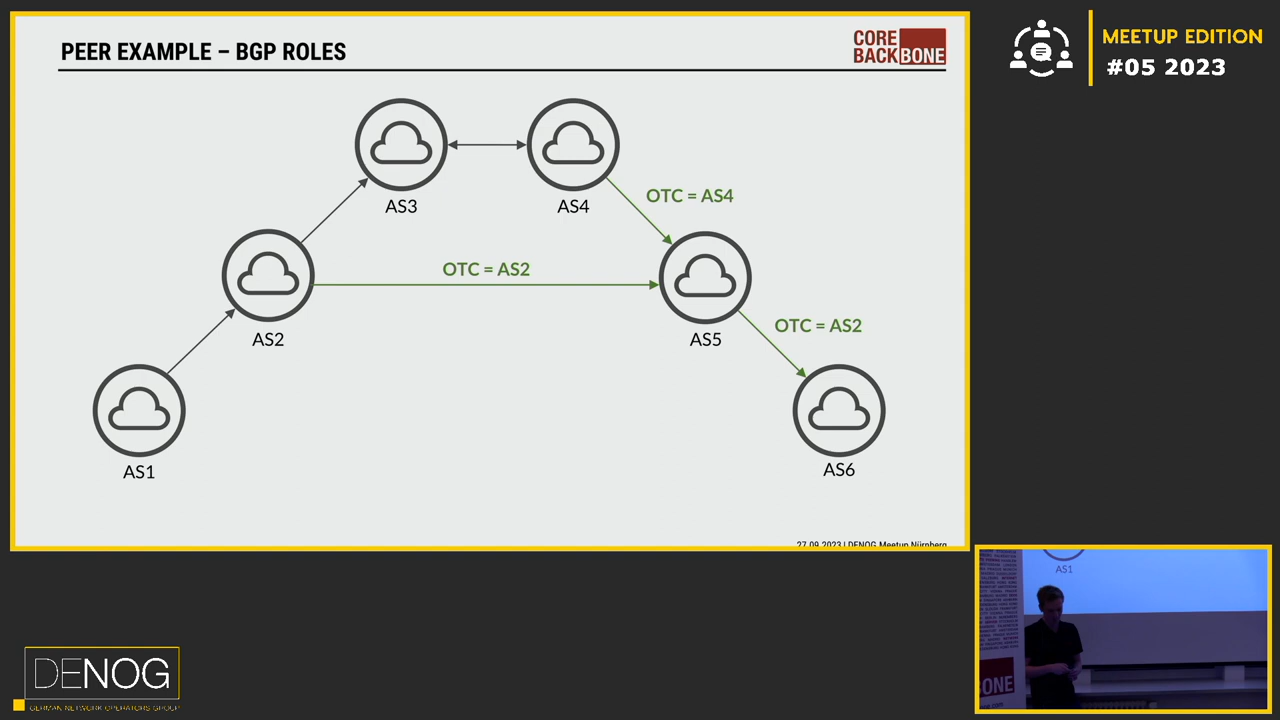 PEER EXAMPLE – BGP ROLES
CORE
BACKBONE
MEETUP EDITION
#05 2023
AS3
AS4
OTC = AS4
OTC = AS2
AS2
AS5
OTC = AS2
AS1
AS6
27.09.2023 | DENOG Meetup Nürnberg
AS1
BONE
DENOG
GERMAN NETWORK OPERATORS GROUP